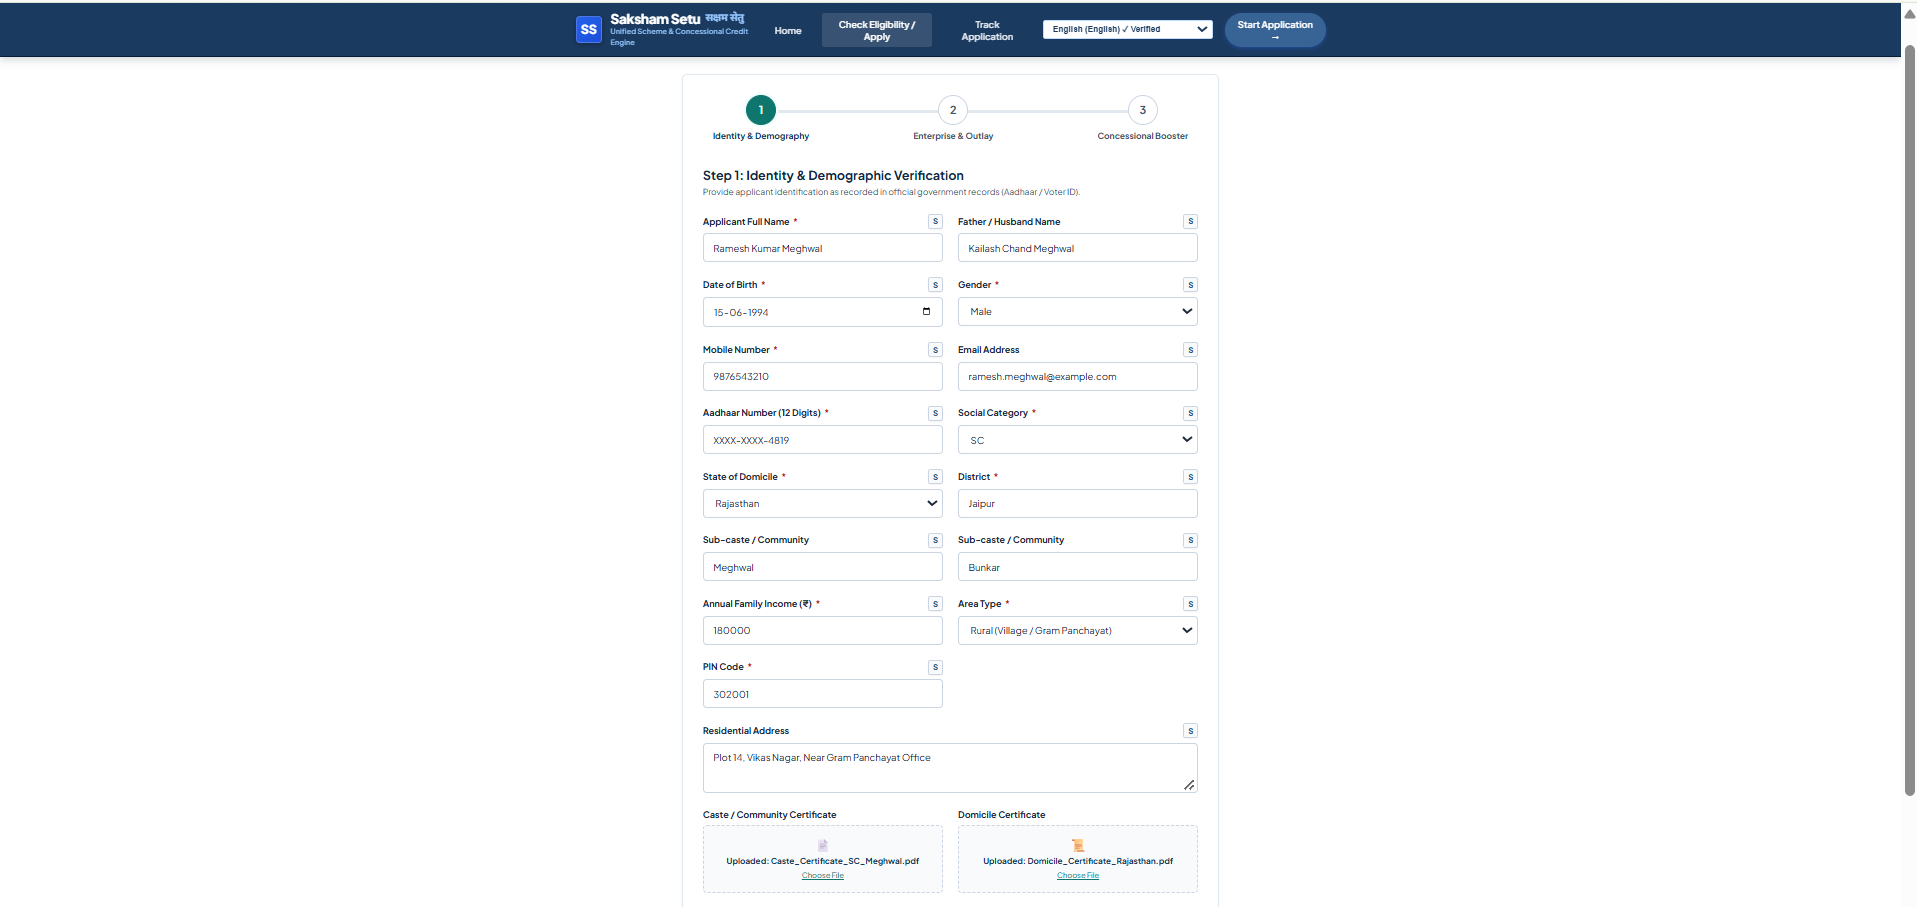 SS
Saksham Setu सक्षम सेतु
Unified Scheme & Concessional Credit
Engine
Home
Check Eligibility /
Apply
Track
Application
English (English) ✓ Verified
Start Application
→
1
2
3
Identity & Demography
Enterprise & Outlay
Concessional Booster
Step 1: Identity & Demographic Verification
Provide applicant identification as recorded in official government records (Aadhaar / Voter ID).
Applicant Full Name * S
Father / Husband Name S
Ramesh Kumar Meghwal
Kailash Chand Meghwal
Date of Birth * S
Gender * S
15-06-1994
Male
Mobile Number * S
Email Address S
9876543210
ramesh.meghwal@example.com
Aadhaar Number (12 Digits) * S
Social Category * S
XXXX-XXXX-4819
SC
State of Domicile * S
District * S
Rajasthan
Jaipur
Sub-caste / Community S
Sub-caste / Community S
Meghwal
Bunkar
Annual Family Income (₹) * S
Area Type * S
180000
Rural (Village / Gram Panchayat)
PIN Code * S
302001
Residential Address S
Plot 14, Vikas Nagar, Near Gram Panchayat Office
Caste / Community Certificate
Domicile Certificate
Uploaded: Caste_Certificate_SC_Meghwal.pdf
Uploaded: Domicile_Certificate_Rajasthan.pdf
Choose File
Choose File